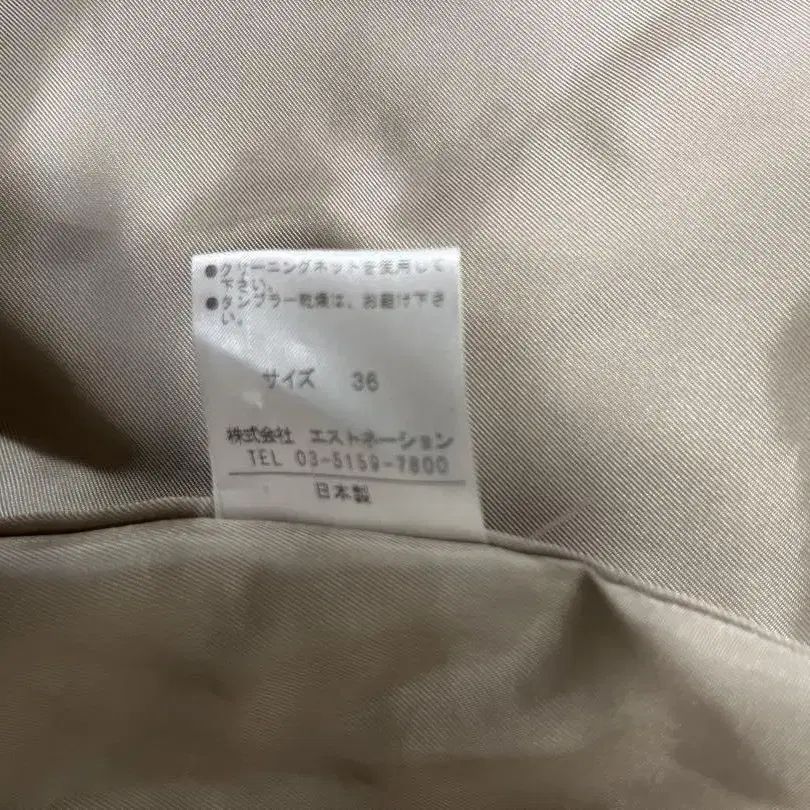 ●クリーニングネットを使用して
下さい。
●タンブラー乾燥は、お避け下さ
い。
サイズ 36
株式会社 エストネーション
TEL 03-5159-7800
日本製